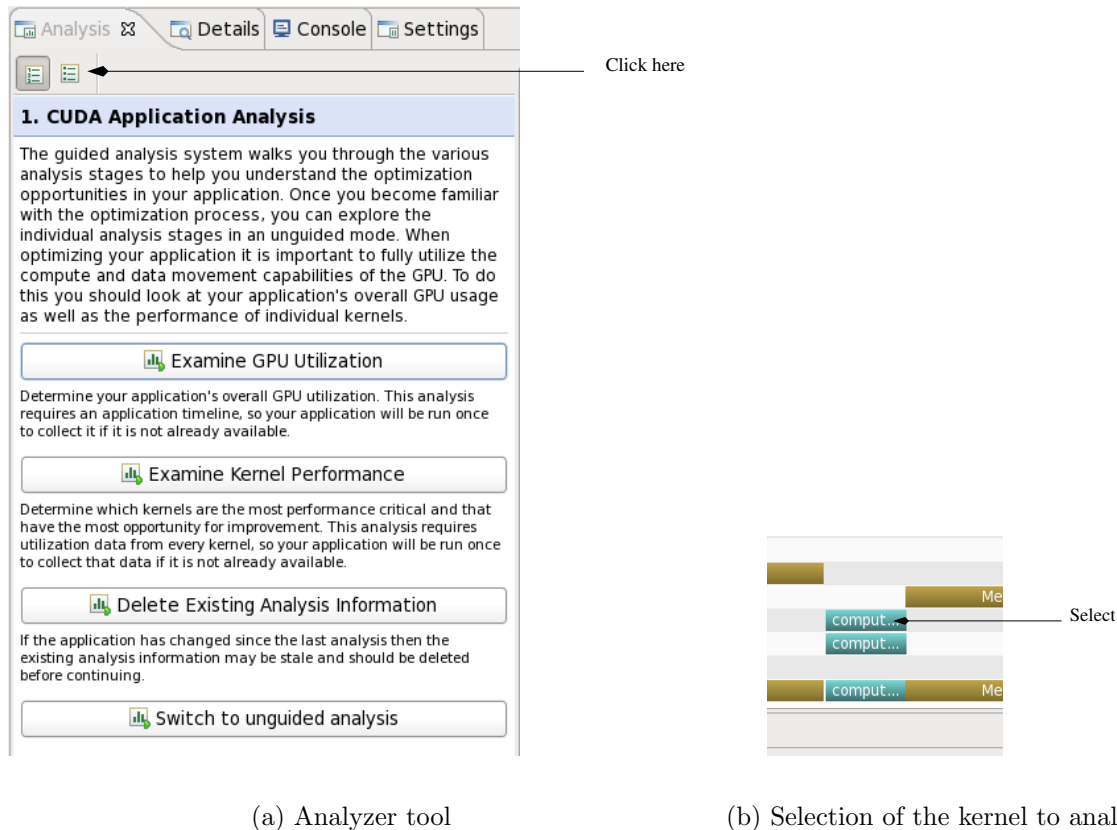 Analysis
Details
Console
Settings
Click here
1. CUDA Application Analysis
The guided analysis system walks you through the various
analysis stages to help you understand the optimization
opportunities in your application. Once you become familiar
with the optimization process, you can explore the
individual analysis stages in an unguided mode. When
optimizing your application it is important to fully utilize the
compute and data movement capabilities of the GPU. To do
this you should look at your application's overall GPU usage
as well as the performance of individual kernels.
Examine GPU Utilization
Determine your application's overall GPU utilization. This analysis
requires an application timeline, so your application will be run once
to collect it if it is not already available.
Examine Kernel Performance
Determine which kernels are the most performance critical and that
have the most opportunity for improvement. This analysis requires
utilization data from every kernel, so your application will be run once
to collect that data if it is not already available.
Delete Existing Analysis Information
If the application has changed since the last analysis then the
existing analysis information may be stale and should be deleted
before continuing.
Switch to unguided analysis
Me
comput...
Select
comput...
comput...
Me
(a) Analyzer tool
(b) Selection of the kernel to anal